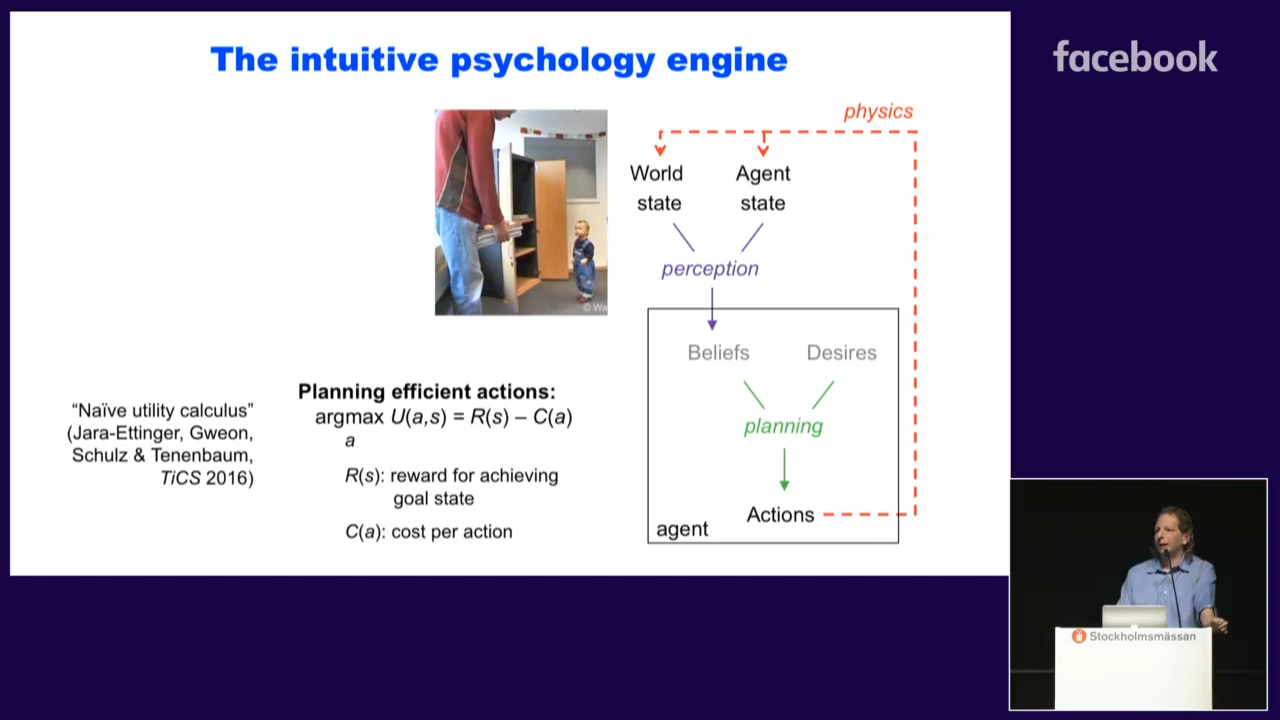 The intuitive psychology engine
facebook
physics
World
state
Agent
state
perception
© Wi
Beliefs
Desires
planning
Actions
agent
Planning efficient actions:
argmax U(a,s) = R(s) – C(a)
a
R(s): reward for achieving
goal state
C(a): cost per action
“Naïve utility calculus”
(Jara-Ettinger, Gweon,
Schulz & Tenenbaum,
TiCS 2016)
Stockholmsmässan